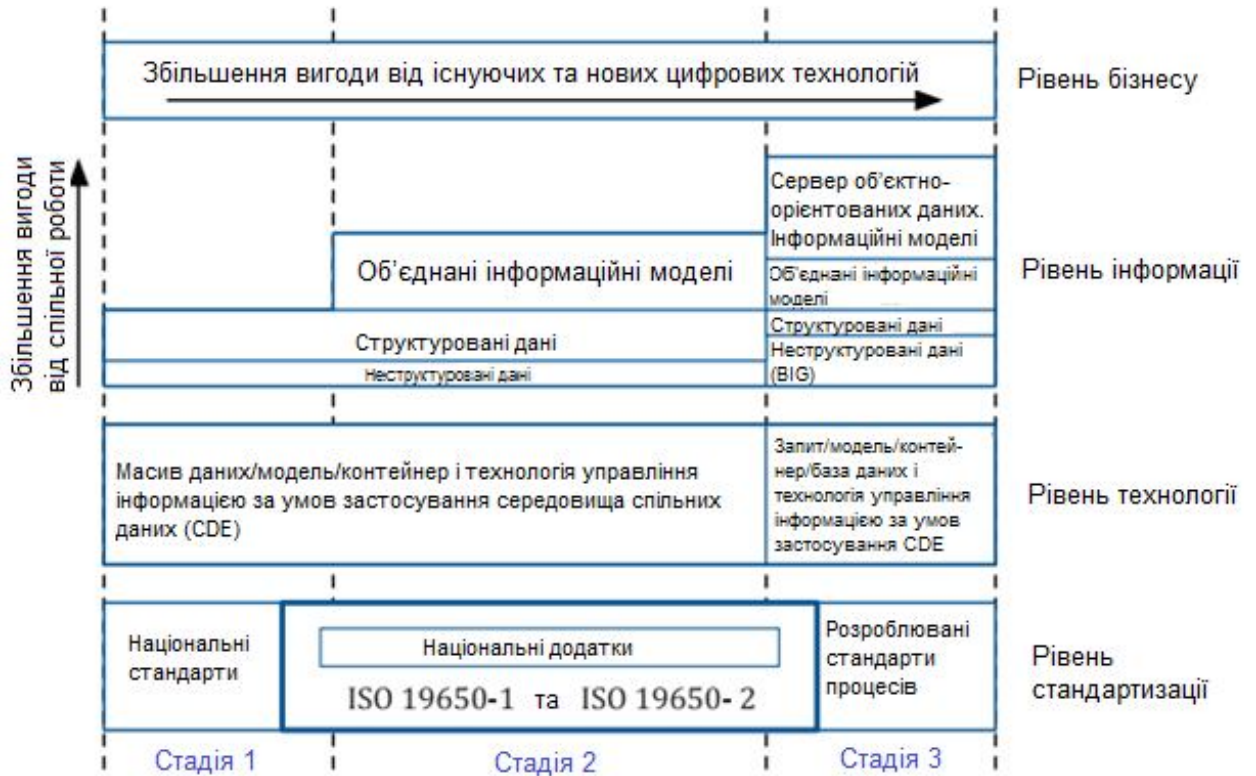 Збільшення вигоди від існуючих та нових цифрових технологій
Рівень бізнесу
Збільшення вигоди
від спільної роботи
Сервер об’єктно-
орієнтованих даних.
Інформаційні моделі
Об’єднані інформаційні моделі
Об’єднані інформаційні
моделі
Рівень інформації
Структуровані дані
Структуровані дані
Неструктуровані дані
Неструктуровані дані
(BIG)
Масив даних/модель/контейнер і технологія управління
інформацією за умов застосування середовища спільних
даних (CDE)
Запит/модель/контей-
нер/база даних і
технологія управління
інформацією за умов
застосування CDE
Рівень технології
Національні
стандарти
Національні додатки
ISO 19650-1 та ISO 19650- 2
Розроблювані
стандарти
процесів
Рівень
стандартизації
Стадія 1
Стадія 2
Стадія 3